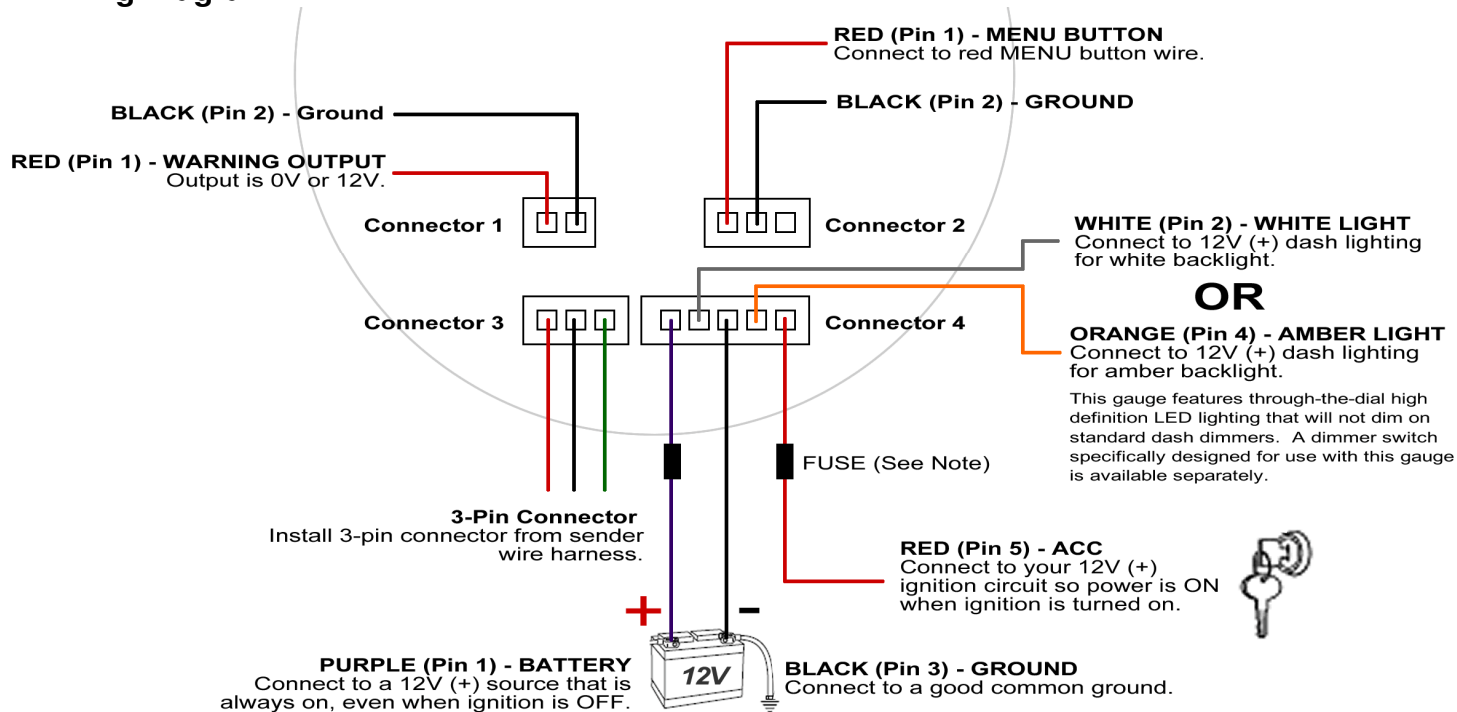 RED (Pin 1) - MENU BUTTON
Connect to red MENU button wire.
BLACK (Pin 2) - Ground
BLACK (Pin 2) - GROUND
RED (Pin 1) - WARNING OUTPUT
Output is 0V or 12V.
Connector 1
Connector 2
WHITE (Pin 2) - WHITE LIGHT
Connect to 12V (+) dash lighting
for white backlight.
OR
Connector 3
Connector 4
ORANGE (Pin 4) - AMBER LIGHT
Connect to 12V (+) dash lighting
for amber backlight.
This gauge features through-the-dial high
definition LED lighting that will not dim on
standard dash dimmers.  A dimmer switch
specifically designed for use with this gauge
is available separately.
FUSE (See Note)
3-Pin Connector
Install 3-pin connector from sender
wire harness.
RED (Pin 5) - ACC
Connect to your 12V (+)
ignition circuit so power is ON
when ignition is turned on.
+
-
12V
PURPLE (Pin 1) - BATTERY
Connect to a 12V (+) source that is
always on, even when ignition is OFF.
BLACK (Pin 3) - GROUND
Connect to a good common ground.